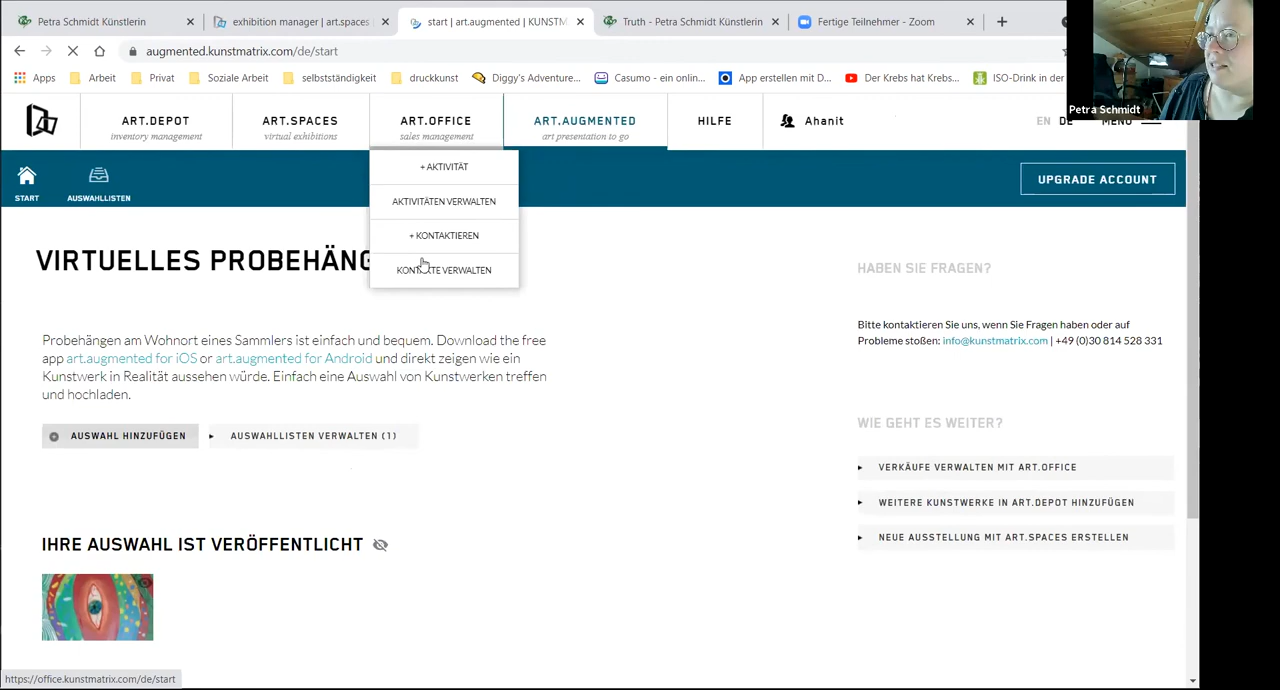 Petra Schmidt Künstlerin
exhibition manager | art.spaces
start | art.augmented | KUNSTM
Truth - Petra Schmidt Künstlerin
Fertige Teilnehmer - Zoom
augmented.kunstmatrix.com/de/start
Apps
Arbeit
Privat
Soziale Arbeit
selbstständigkeit
druckkunst
Diggy's Adventure...
Casumo - ein onlin...
App erstellen mit D...
Der Krebs hat Krebs...
ISO-Drink in der
Petra Schmidt
ART.DEPOT
inventory management
ART.SPACES
virtual exhibitions
ART.OFFICE
sales management
ART.AUGMENTED
art presentation to go
HILFE
Ahanit
EN DE
MENÜ
+ AKTIVITÄT
AKTIVITÄTEN VERWALTEN
+ KONTAKTIEREN
KONTAKTE VERWALTEN
START
AUSWAHLLISTEN
UPGRADE ACCOUNT
VIRTUELLES PROBEHÄNG
Probehängen am Wohnort eines Sammlers ist einfach und bequem. Download the free
app art.augmented for iOS or art.augmented for Android und direkt zeigen wie ein
Kunstwerk in Realität aussehen würde. Einfach eine Auswahl von Kunstwerken treffen
und hochladen.
AUSWAHL HINZUFÜGEN
AUSWAHLLISTEN VERWALTEN (1)
IHRE AUSWAHL IST VERÖFFENTLICHT
HABEN SIE FRAGEN?
Bitte kontaktieren Sie uns, wenn Sie Fragen haben oder auf
Probleme stoßen: info@kunstmatrix.com | +49 (0)30 814 528 331
WIE GEHT ES WEITER?
VERKÄUFE VERWALTEN MIT ART.OFFICE
WEITERE KUNSTWERKE IN ART.DEPOT HINZUFÜGEN
NEUE AUSSTELLUNG MIT ART.SPACES ERSTELLEN
https://office.kunstmatrix.com/de/start